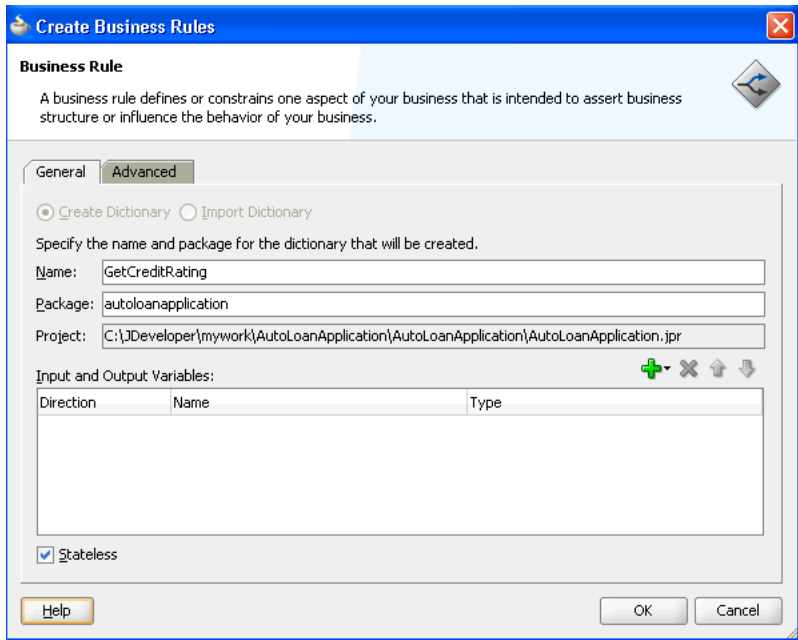 Create Business Rules
Business Rule
A business rule defines or constrains one aspect of your business that is intended to assert business
structure or influence the behavior of your business.
General Advanced
Create Dictionary Import Dictionary
Specify the name and package for the dictionary that will be created.
Name: GetCreditRating
Package: autoloanapplication
Project: C:\JDeveloper\mywork\AutoLoanApplication\AutoLoanApplication\AutoLoanApplication.jpr
Input and Output Variables:
Direction Name Type
Stateless
Help OK Cancel